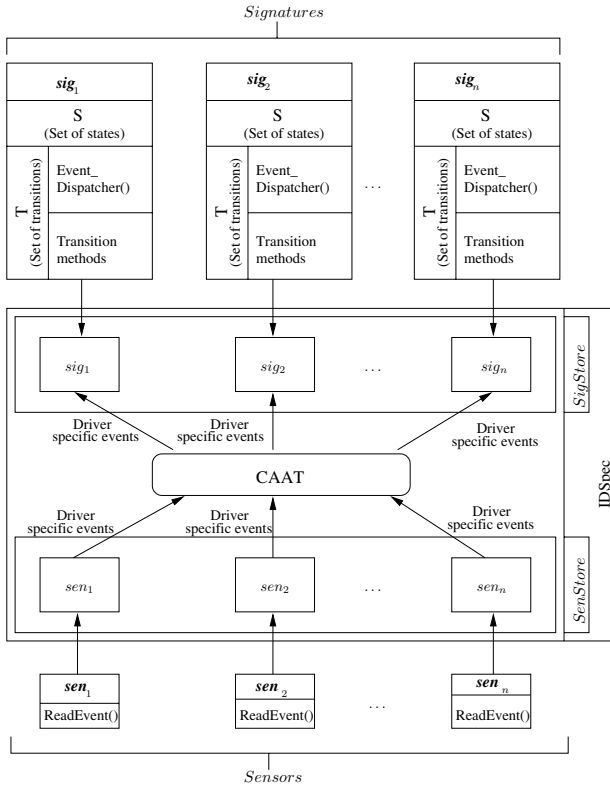 Signatures
sig1 sig2 sign
S S S
(Set of states) (Set of states) (Set of states)
T
(Set of transitions)
Event_
Dispatcher()
Transition
methods
T
(Set of transitions)
Event_
Dispatcher()
Transition
methods
...
T
(Set of transitions)
Event_
Dispatcher()
Transition
methods
sig1 sig2 ... sign
SigStore
Driver
specific events
Driver
specific events
Driver
specific events
CAAT
IDSpec
Driver
specific events
Driver
specific events
Driver
specific events
sen1 sen2 ... senn
SenStore
sen1 sen2 ... senn
ReadEvent() ReadEvent() ReadEvent()
Sensors